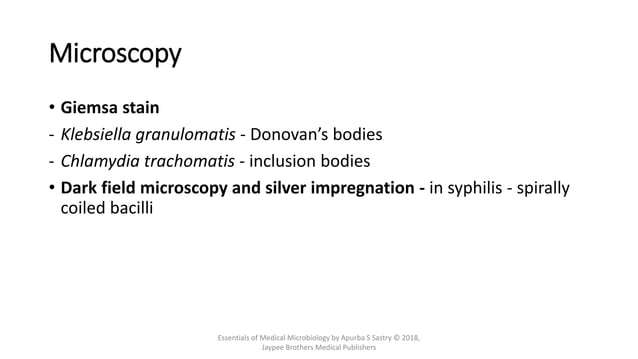 Microscopy
• Giemsa stain
- Klebsiella granulomatis - Donovan’s bodies
- Chlamydia trachomatis - inclusion bodies
• Dark field microscopy and silver impregnation - in syphilis - spirally
coiled bacilli
Essentials of Medical Microbiology by Apurba S Sastry © 2018,
Jaypee Brothers Medical Publishers